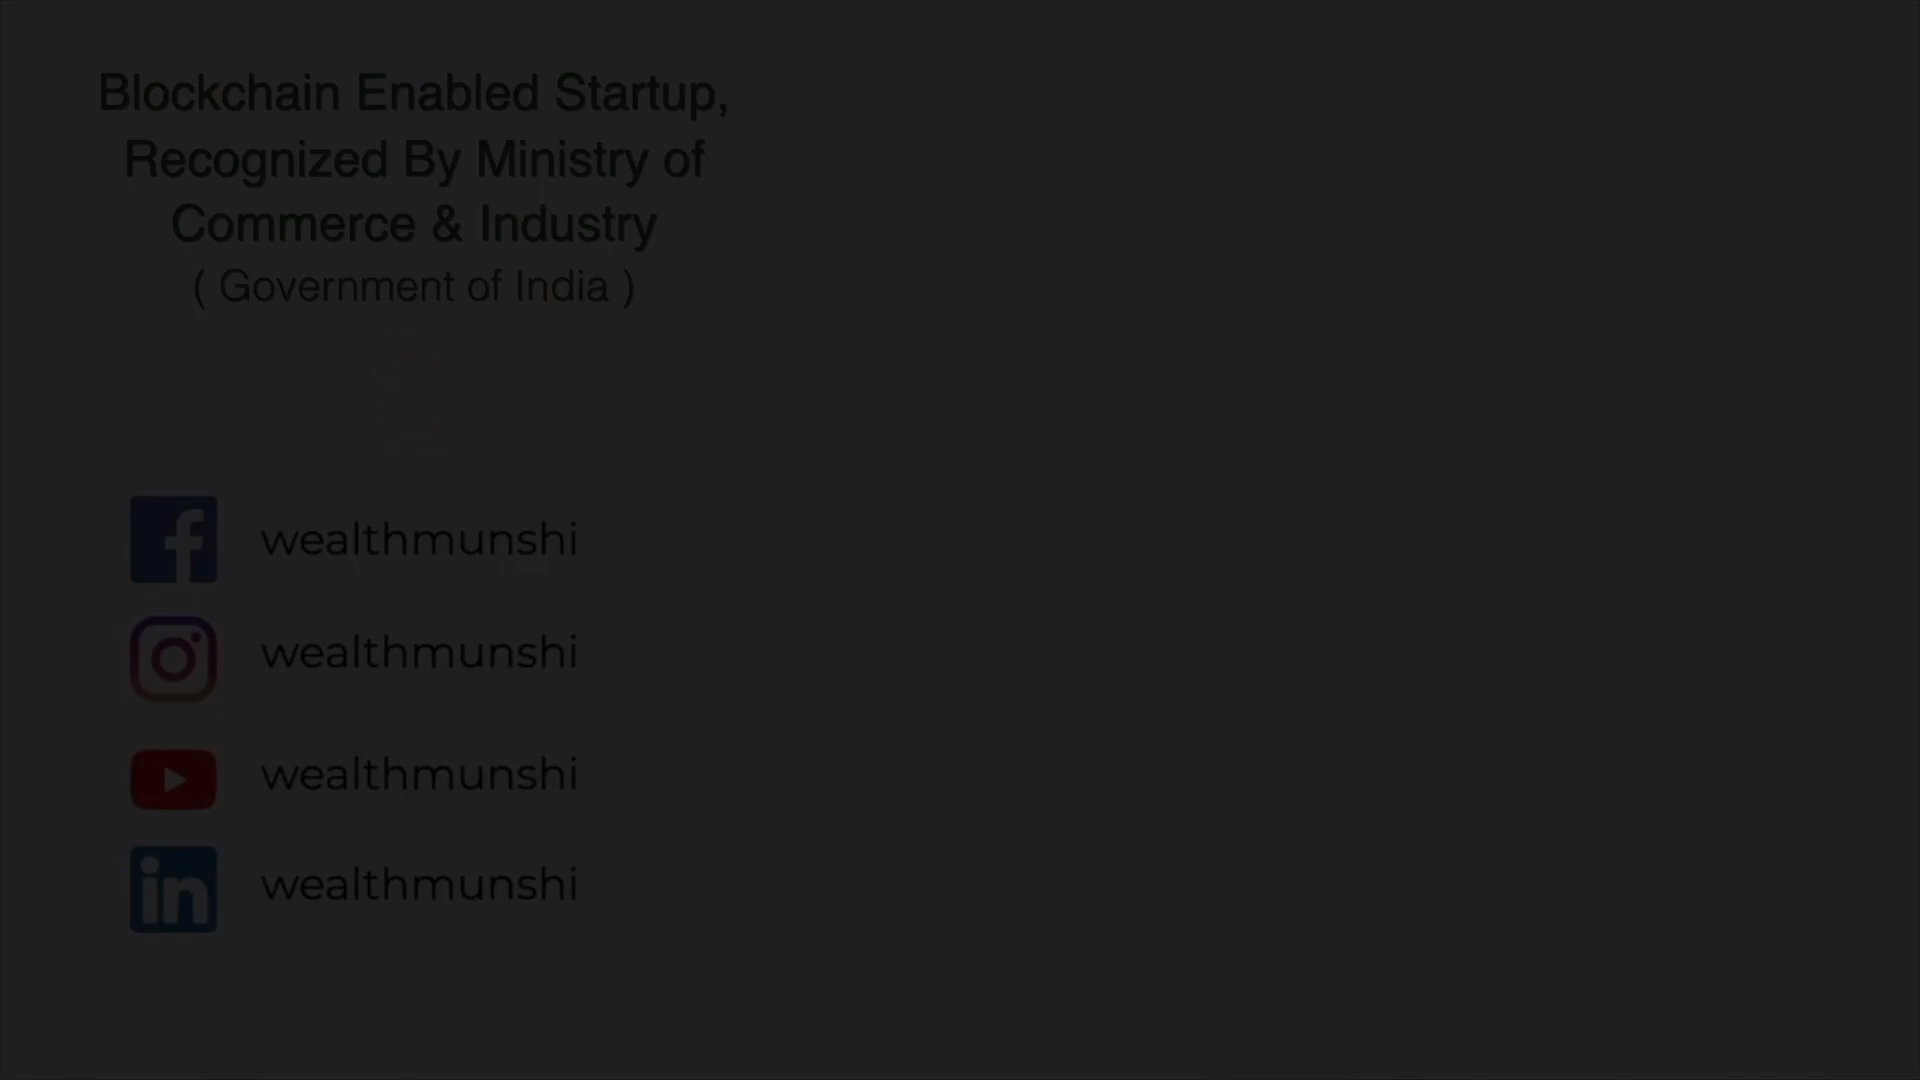 Blockchain Enabled Startup,
Recognized By Ministry of
Commerce & Industry
( Government of India )
wealthmunshi
wealthmunshi
wealthmunshi
wealthmunshi